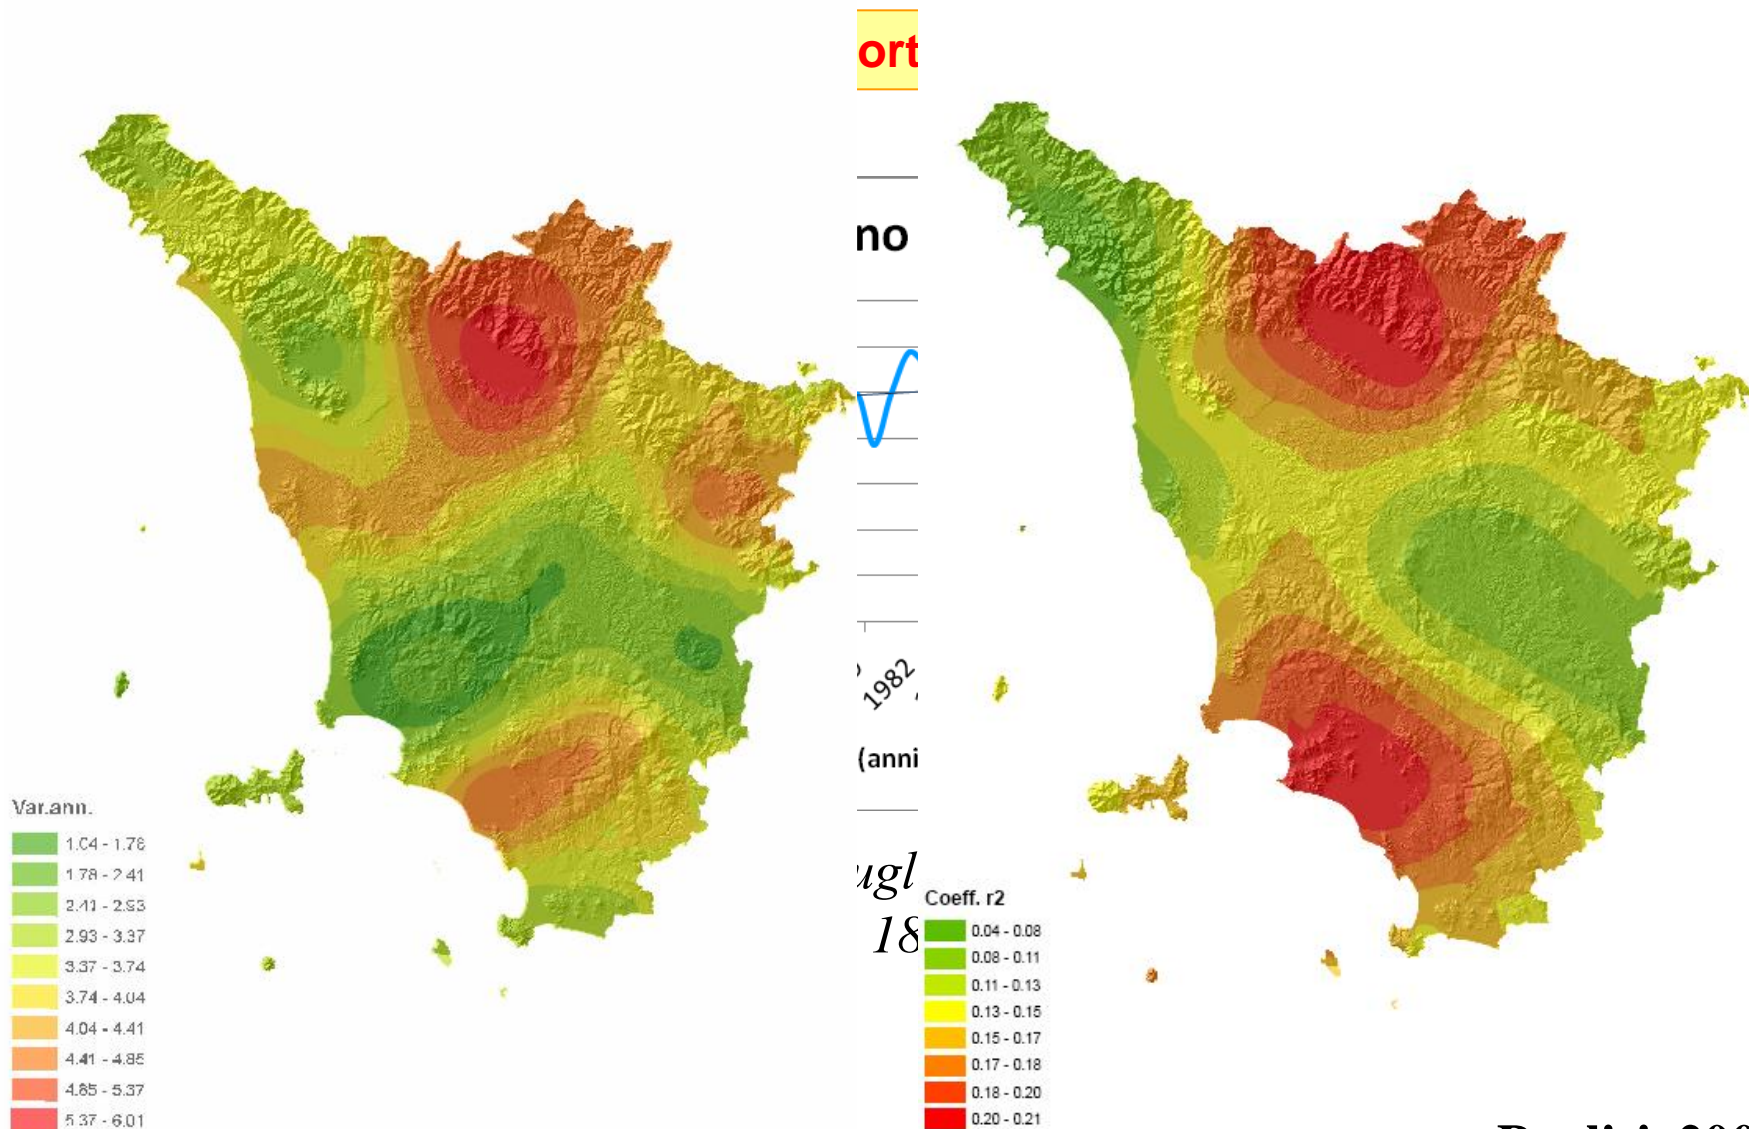 ort
no
1982
(anni
ugl
18
Var.ann.
1.04 - 1.78
1.78 - 2.41
2.41 - 2.93
2.93 - 3.37
3.37 - 3.74
3.74 - 4.04
4.04 - 4.41
4.41 - 4.85
4.85 - 5.37
5.37 - 6.01
Coeff. r2
0.04 - 0.08
0.08 - 0.11
0.11 - 0.13
0.13 - 0.15
0.15 - 0.17
0.17 - 0.18
0.18 - 0.20
0.20 - 0.21